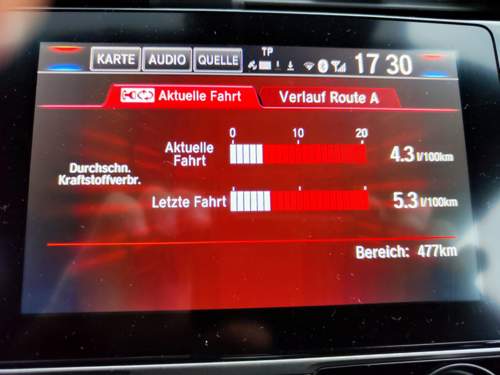 KARTE AUDIO QUELLE TP 17 30
Aktuelle Fahrt Verlauf Route A
0 10 20
Aktuelle Fahrt 4.3 l/100km
Durchschn. Kraftstoffverbr.
Letzte Fahrt 5.3 l/100km
Bereich: 477km